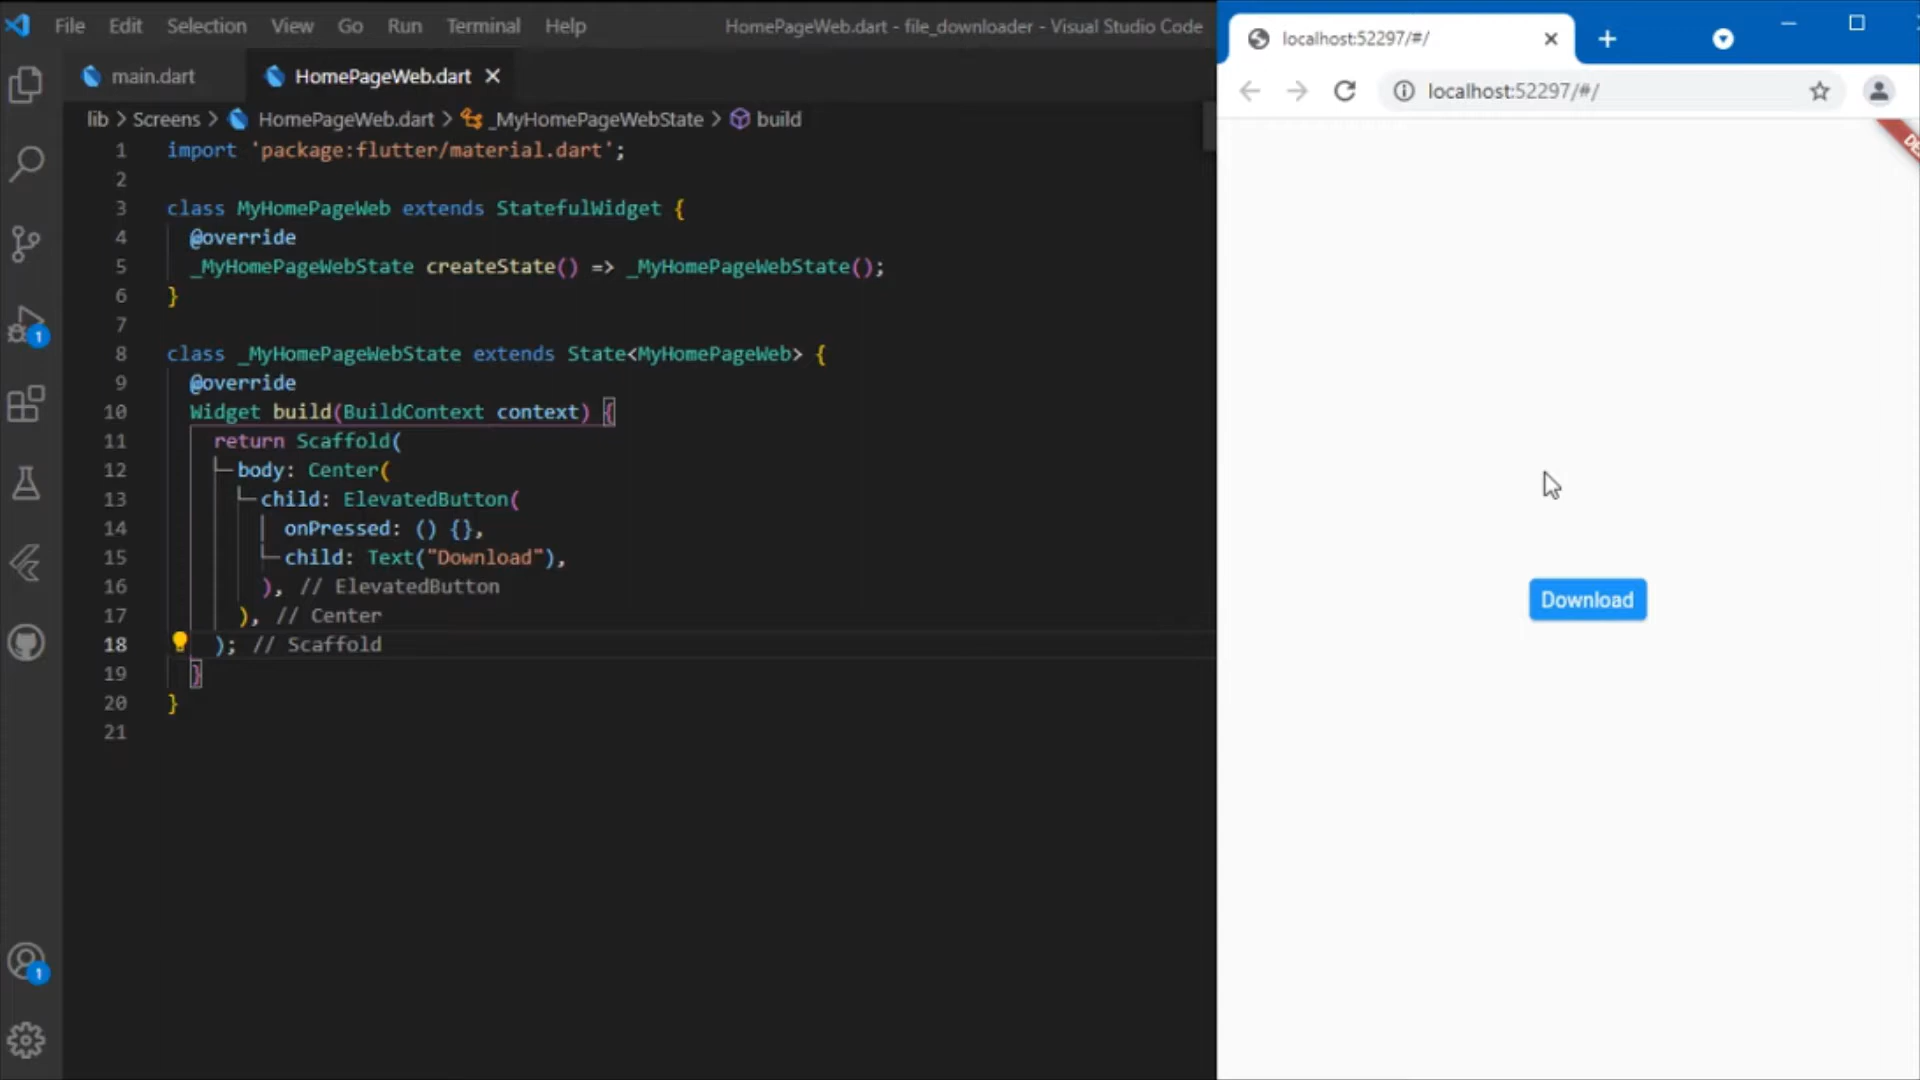 File Edit Selection View Go Run Terminal Help HomePageWeb.dart - file_downloader - Visual Studio Code
main.dart HomePageWeb.dart
lib > Screens > HomePageWeb.dart > _MyHomePageWebState > build
1 import 'package:flutter/material.dart';
2
3 class MyHomePageWeb extends StatefulWidget {
4 @override
5 _MyHomePageWebState createState() => _MyHomePageWebState();
6 }
7
8 class _MyHomePageWebState extends State<MyHomePageWeb> {
9 @override
10 Widget build(BuildContext context) {
11 return Scaffold(
12 body: Center(
13 child: ElevatedButton(
14 onPressed: () {},
15 child: Text("Download"),
16 ), // ElevatedButton
17 ), // Center
18 ); // Scaffold
19 }
20 }
21
1
1
localhost:52297/#/
localhost:52297/#/
DE
Download